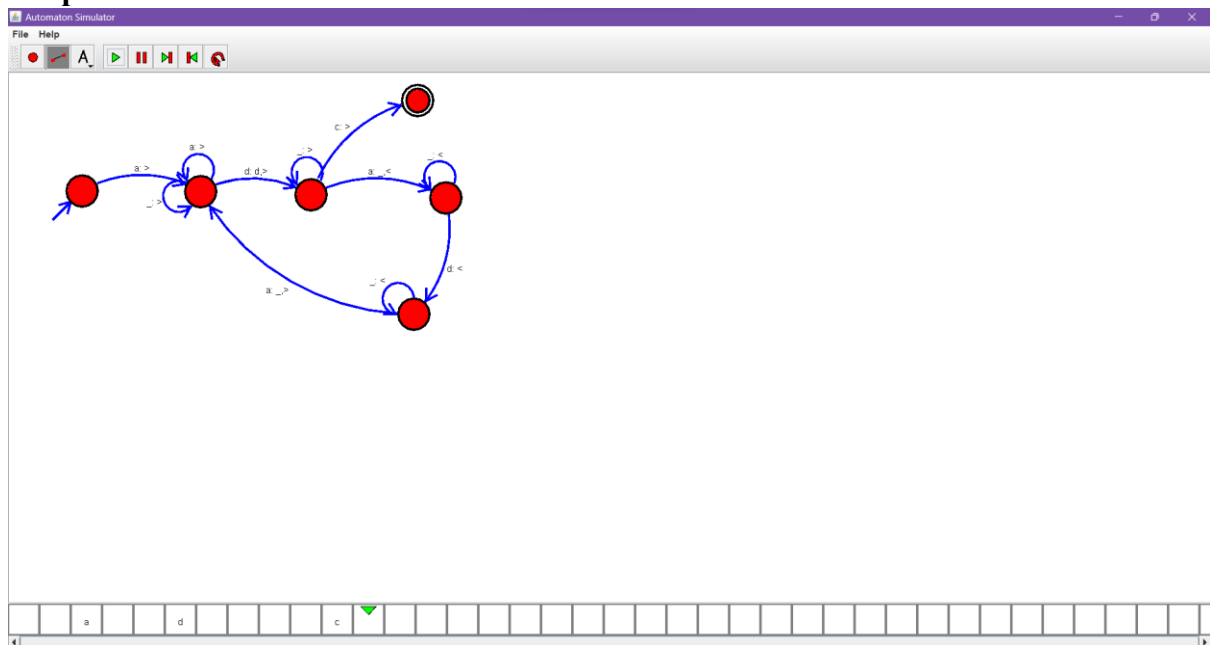 Automaton Simulator
File Help
A
c: >
a: >
_: >
_: <
a: >
d: d,>
a: _,<
_: >
d: <
_: <
a: _,>
a d c